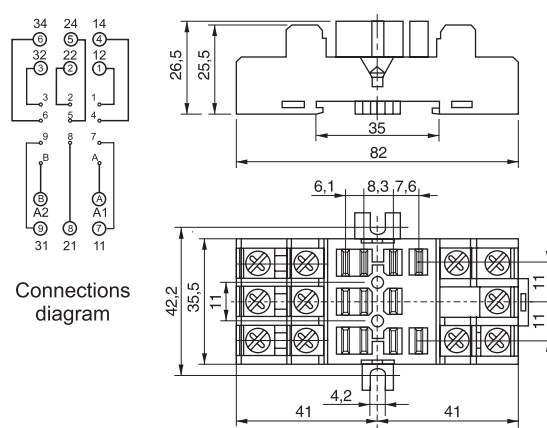 34 24 14
6 5 4
32 22 12
3 2 1
3 2 1
6 5 4
9 8 7
B A
B A
A2 A1
9 8 7
31 21 11
Connections
diagram
26,5
25,5
35
82
6,1 8,3 7,6
42,2
35,5
11
11
11
4,2
41 41